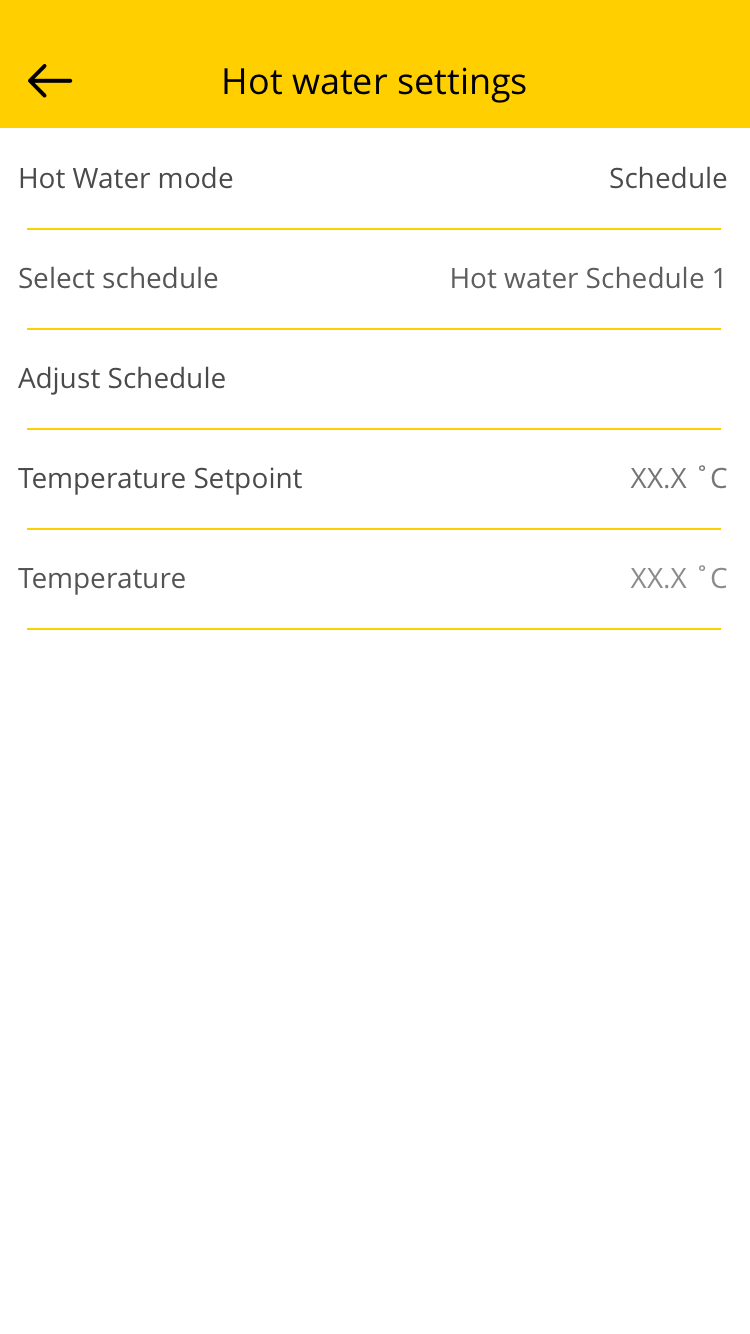 Hot water settings
Hot Water mode Schedule
Select schedule Hot water Schedule 1
Adjust Schedule
Temperature Setpoint XX.X ˚C
Temperature XX.X ˚C